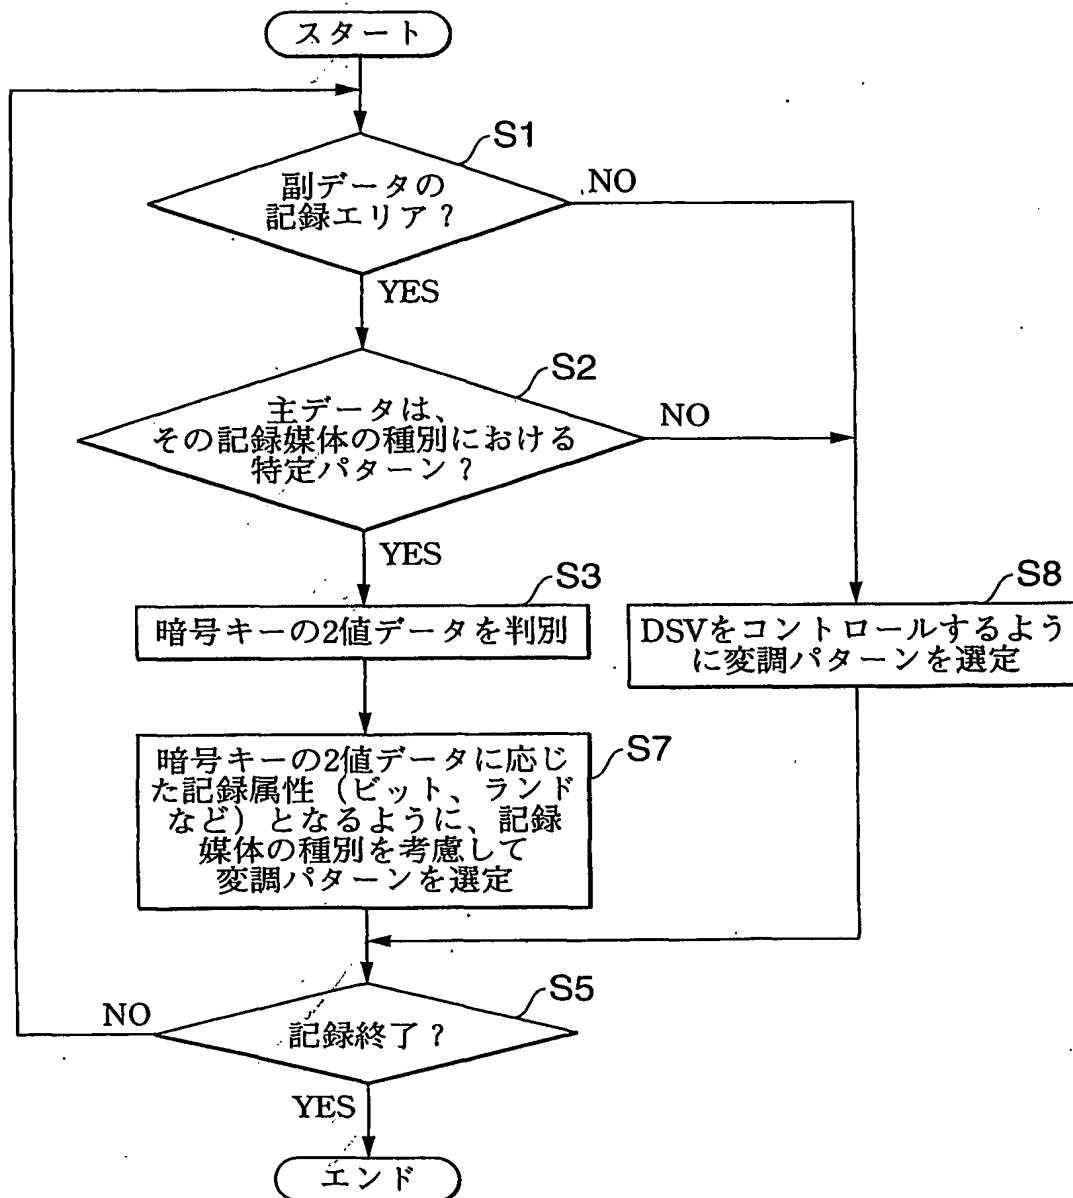 スタート
S1
副データの
記録エリア?
NO
YES
S2
主データは、
その記録媒体の種別における
特定パターン?
NO
YES
S3
暗号キーの2値データを判別
S8
DSVをコントロールするよう
に変調パターンを選定
S7
暗号キーの2値データに応じ
た記録属性(ピット、ランド
など)となるように、記録
媒体の種別を考慮して
変調パターンを選定
S5
記録終了?
NO
YES
エンド